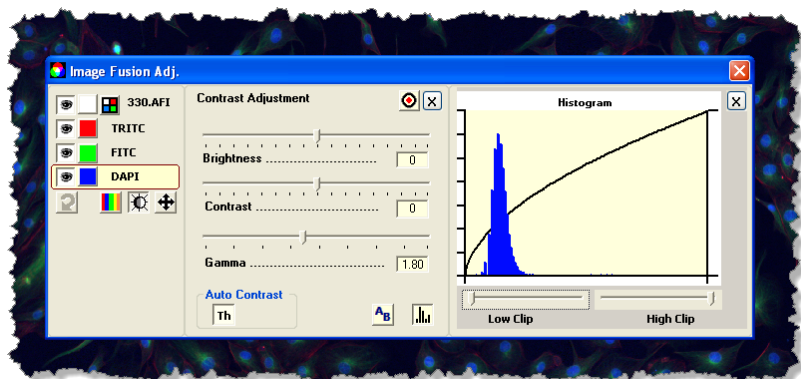 Image Fusion Adj.
330.AFI
TRITC
FITC
DAPI
Contrast Adjustment
Brightness ............................... 0
Contrast .................................. 0
Gamma ..................................... 1.80
Auto Contrast
Th
AB
Histogram
Low Clip
High Clip